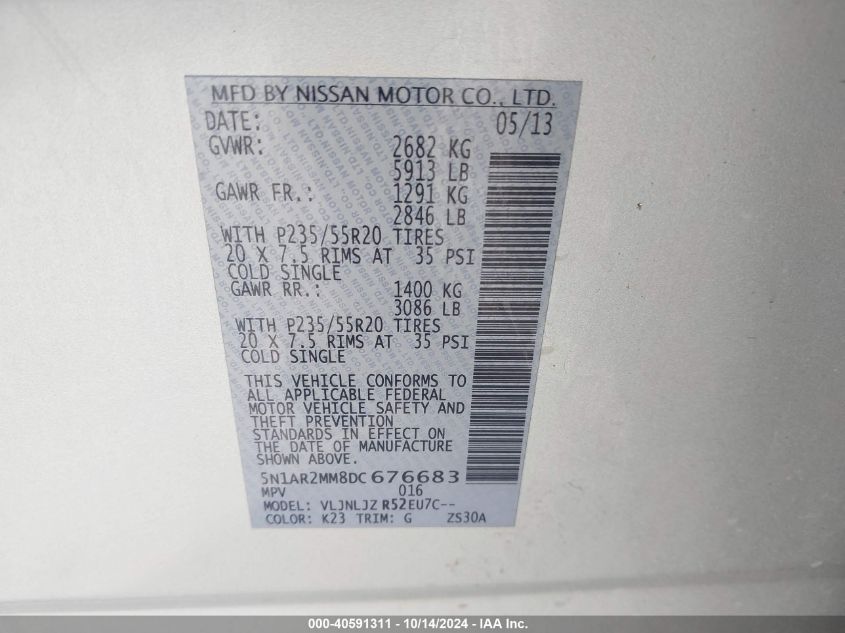 MFD BY NISSAN MOTOR CO., LTD.
DATE: 05/13
GVWR: 2682 KG
5913 LB
GAWR FR.: 1291 KG
2846 LB
WITH P235/55R20 TIRES
20 X 7.5 RIMS AT 35 PSI
COLD SINGLE
GAWR RR.: 1400 KG
3086 LB
WITH P235/55R20 TIRES
20 X 7.5 RIMS AT 35 PSI
COLD SINGLE
THIS VEHICLE CONFORMS TO
ALL APPLICABLE FEDERAL
MOTOR VEHICLE SAFETY AND
THEFT PREVENTION
STANDARDS IN EFFECT ON
THE DATE OF MANUFACTURE
SHOWN ABOVE.
5N1AR2MM8DC676683
MPV 016
MODEL: VLJNLJZ R52EU7C--
COLOR: K23 TRIM: G ZS30A
000-40591311 - 10/14/2024 - IAA Inc.